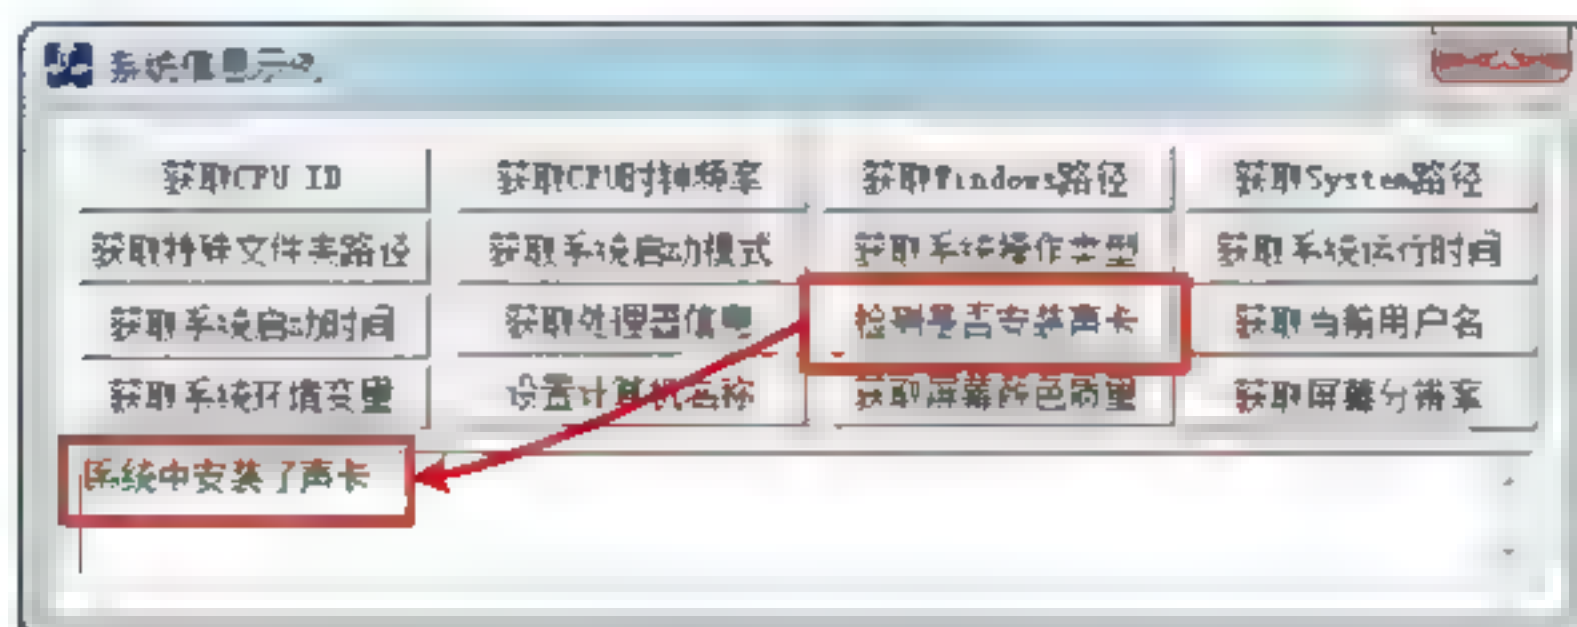 系统信息示例
获取CPU ID 获取CPU时钟频率 获取Windows路径 获取System路径
获取特殊文件夹路径 获取系统启动模式 获取系统操作类型 获取系统运行时间
获取系统启动时间 获取处理器信息 检测是否安装声卡 获取当前用户名
获取系统环境变量 设置计算机名称 获取屏幕颜色质量 获取屏幕分辨率
系统中安装了声卡